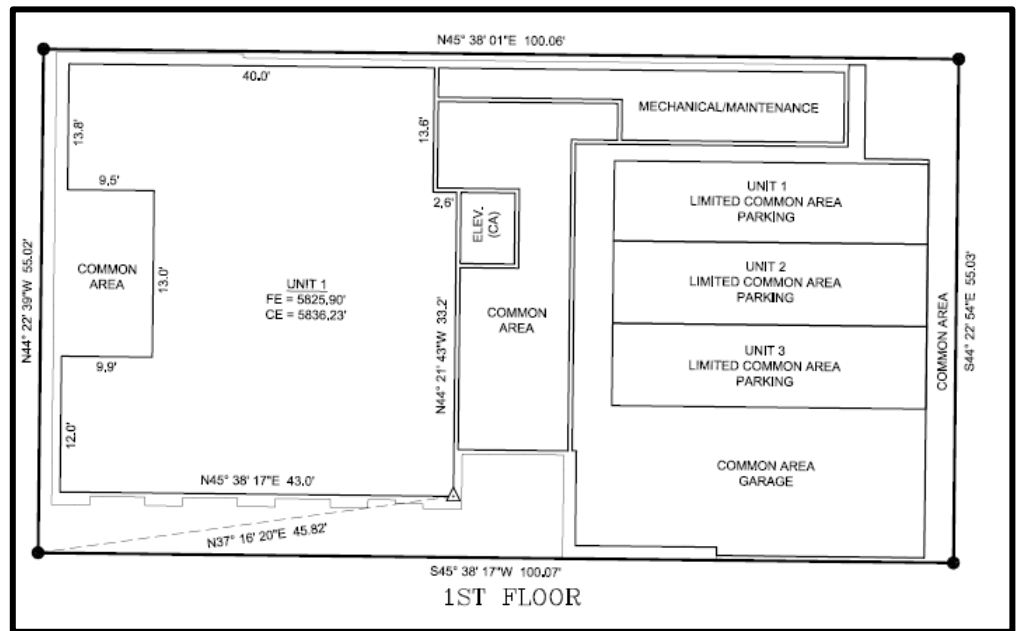 N45° 38' 01"E 100.06'
40.0'
MECHANICAL/MAINTENANCE
13.8'
13.6'
9.5'
2.6'
ELEV.
(CA)
UNIT 1
LIMITED COMMON AREA
PARKING
N44° 22' 39"W 55.02'
COMMON
AREA
13.0'
UNIT 1
FE = 5825.90'
CE = 5836.23'
N44° 21' 43"W 33.2'
COMMON
AREA
UNIT 2
LIMITED COMMON AREA
PARKING
COMMON AREA
S44° 22' 54"E 55.03'
9.9'
UNIT 3
LIMITED COMMON AREA
PARKING
12.0'
N45° 38' 17"E 43.0'
COMMON AREA
GARAGE
N37° 16' 20"E 45.82'
S45° 38' 17"W 100.07'
1ST FLOOR